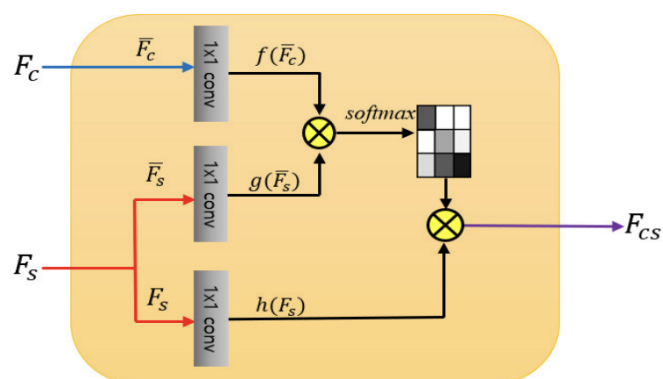 F_c
F̅_c
1x1 conv
f(F̅_c)
softmax
F̅_s
1x1 conv
g(F̅_s)
F_cs
F_s
F_s
1x1 conv
h(F_s)